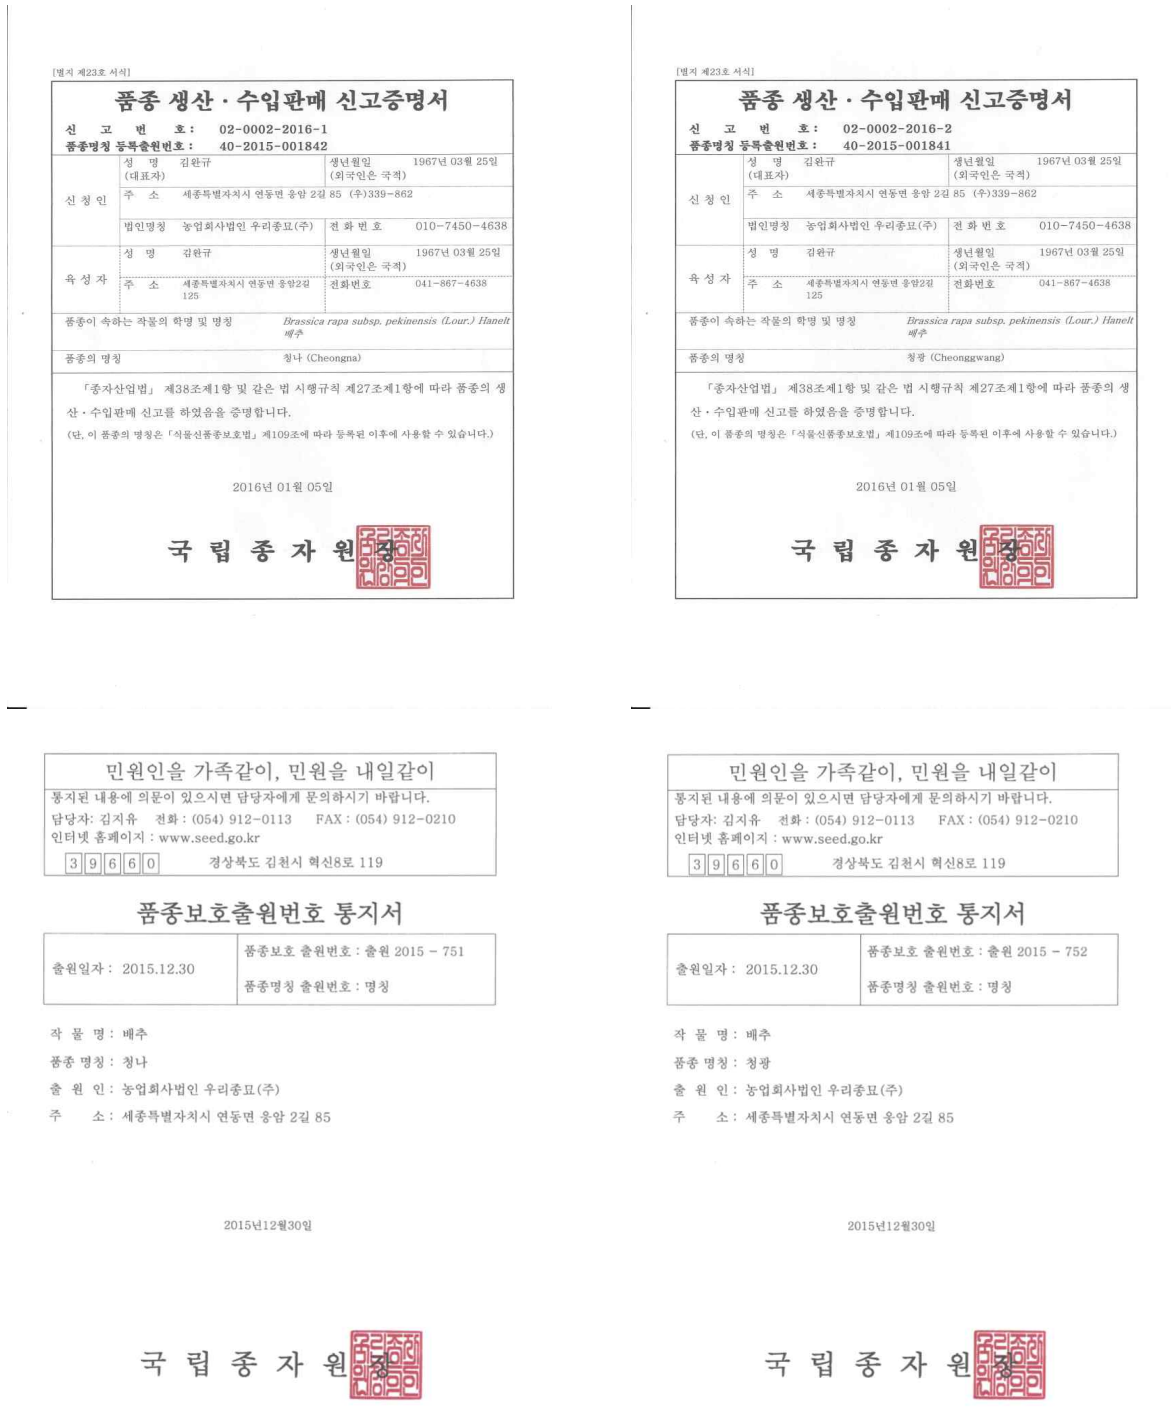 [별지 제23호 서식]
품종 생산 · 수입판매 신고증명서
신 고 번 호 : 02-0002-2016-1
품종명칭 등록출원번호 : 40-2015-001842
신 청 인
성 명 김완규 생년월일 1967년 03월 25일
(대표자) (외국인은 국적)
주 소 세종특별자치시 연동면 응암 2길 85 (우)339-862
법인명칭 농업회사법인 우리종묘(주) 전 화 번 호 010-7450-4638
육 성 자
성 명 김완규 생년월일 1967년 03월 25일
(외국인은 국적)
주 소 세종특별자치시 연동면 응암2길 전화번호 041-867-4638
125
품종이 속하는 작물의 학명 및 명칭 Brassica rapa subsp. pekinensis (Lour.) Hanelt
배추
품종의 명칭 청나 (Cheongna)
「종자산업법」 제38조제1항 및 같은 법 시행규칙 제27조제1항에 따라 품종의 생
산 · 수입판매 신고를 하였음을 증명합니다.
(단, 이 품종의 명칭은 「식물신품종보호법」 제109조에 따라 등록된 이후에 사용할 수 있습니다.)
2016년 01월 05일
국 립 종 자 원 장
[별지 제23호 서식]
품종 생산 · 수입판매 신고증명서
신 고 번 호 : 02-0002-2016-2
품종명칭 등록출원번호 : 40-2015-001841
신 청 인
성 명 김완규 생년월일 1967년 03월 25일
(대표자) (외국인은 국적)
주 소 세종특별자치시 연동면 응암 2길 85 (우)339-862
법인명칭 농업회사법인 우리종묘(주) 전 화 번 호 010-7450-4638
육 성 자
성 명 김완규 생년월일 1967년 03월 25일
(외국인은 국적)
주 소 세종특별자치시 연동면 응암2길 전화번호 041-867-4638
125
품종이 속하는 작물의 학명 및 명칭 Brassica rapa subsp. pekinensis (Lour.) Hanelt
배추
품종의 명칭 청광 (Cheonggwang)
「종자산업법」 제38조제1항 및 같은 법 시행규칙 제27조제1항에 따라 품종의 생
산 · 수입판매 신고를 하였음을 증명합니다.
(단, 이 품종의 명칭은 「식물신품종보호법」 제109조에 따라 등록된 이후에 사용할 수 있습니다.)
2016년 01월 05일
국 립 종 자 원 장
민원인을 가족같이, 민원을 내일같이
통지된 내용에 의문이 있으시면 담당자에게 문의하시기 바랍니다.
담당자: 김지유 전화 : (054) 912-0113 FAX : (054) 912-0210
인터넷 홈페이지 : www.seed.go.kr
3 9 6 6 0 경상북도 김천시 혁신8로 119
품종보호출원번호 통지서
출원일자 : 2015.12.30
품종보호 출원번호 : 출원 2015 - 751
품종명칭 출원번호 : 명칭
작 물 명 : 배추
품종 명칭 : 청나
출 원 인 : 농업회사법인 우리종묘(주)
주 소 : 세종특별자치시 연동면 응암 2길 85
2015년12월30일
국 립 종 자 원 장
민원인을 가족같이, 민원을 내일같이
통지된 내용에 의문이 있으시면 담당자에게 문의하시기 바랍니다.
담당자: 김지유 전화 : (054) 912-0113 FAX : (054) 912-0210
인터넷 홈페이지 : www.seed.go.kr
3 9 6 6 0 경상북도 김천시 혁신8로 119
품종보호출원번호 통지서
출원일자 : 2015.12.30
품종보호 출원번호 : 출원 2015 - 752
품종명칭 출원번호 : 명칭
작 물 명 : 배추
품종 명칭 : 청광
출 원 인 : 농업회사법인 우리종묘(주)
주 소 : 세종특별자치시 연동면 응암 2길 85
2015년12월30일
국 립 종 자 원 장